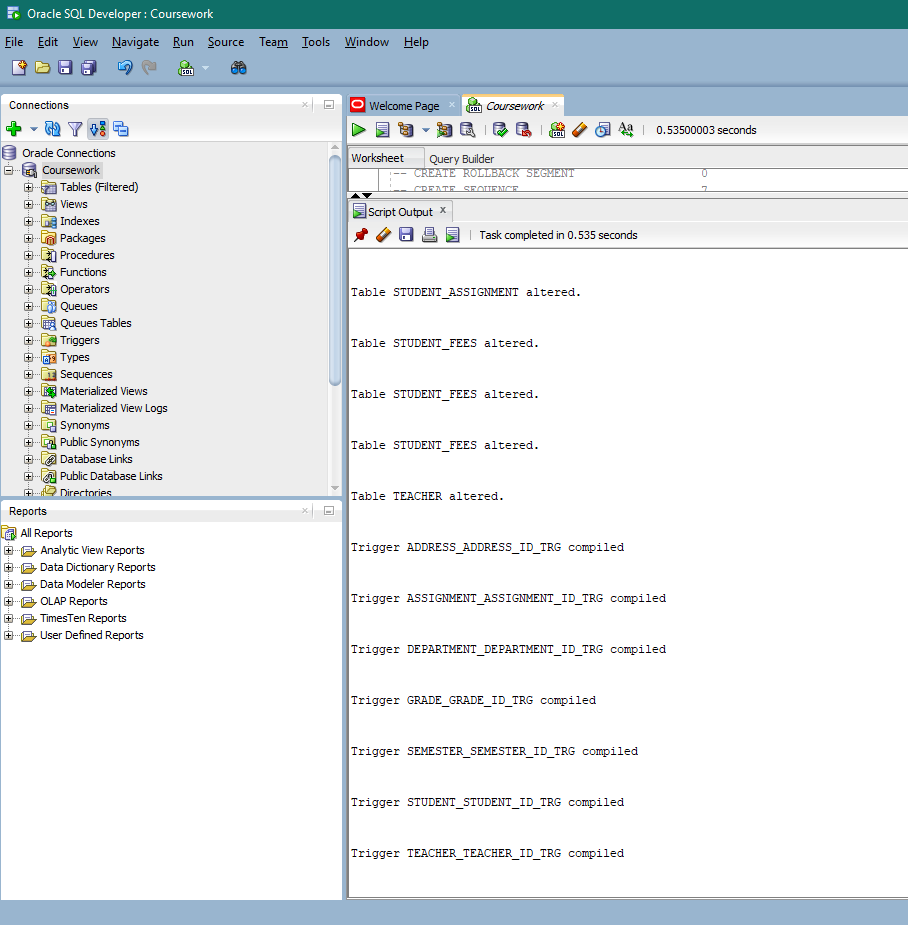 Oracle SQL Developer : Coursework
File Edit View Navigate Run Source Team Tools Window Help
SQL
Connections
Oracle Connections
Coursework
Tables (Filtered)
Views
Indexes
Packages
Procedures
Functions
Operators
Queues
Queues Tables
Triggers
Types
Sequences
Materialized Views
Materialized View Logs
Synonyms
Public Synonyms
Database Links
Public Database Links
Directories
Reports
All Reports
Analytic View Reports
Data Dictionary Reports
Data Modeler Reports
OLAP Reports
TimesTen Reports
User Defined Reports
Welcome Page Coursework
0.53500003 seconds
Worksheet Query Builder
-- CREATE ROLLBACK SEGMENT 0
-- CREATE SEQUENCE 7
Script Output
Task completed in 0.535 seconds
Table STUDENT_ASSIGNMENT altered.
Table STUDENT_FEES altered.
Table STUDENT_FEES altered.
Table STUDENT_FEES altered.
Table TEACHER altered.
Trigger ADDRESS_ADDRESS_ID_TRG compiled
Trigger ASSIGNMENT_ASSIGNMENT_ID_TRG compiled
Trigger DEPARTMENT_DEPARTMENT_ID_TRG compiled
Trigger GRADE_GRADE_ID_TRG compiled
Trigger SEMESTER_SEMESTER_ID_TRG compiled
Trigger STUDENT_STUDENT_ID_TRG compiled
Trigger TEACHER_TEACHER_ID_TRG compiled